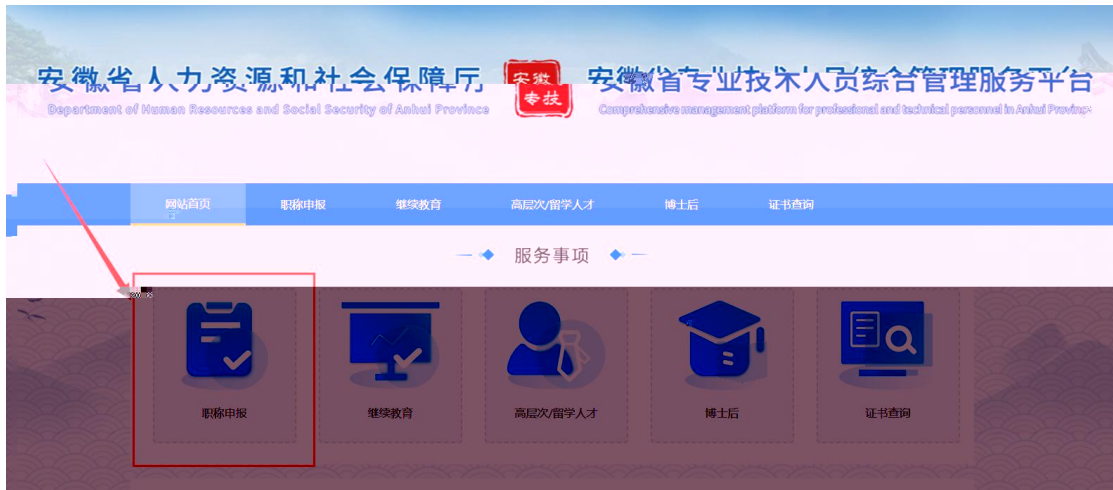 安徽省人力资源和社会保障厅
Department of Human Resources and Social Security of Anhui Province
安徽
专技
安徽省专业技术人员综合管理服务平台
Comprehensive management platform for professional and technical personnel in Anhui Province
网站首页 职称申报 继续教育 高层次/留学人才 博士后 证书查询
服务事项
职称申报 继续教育 高层次/留学人才 博士后 证书查询